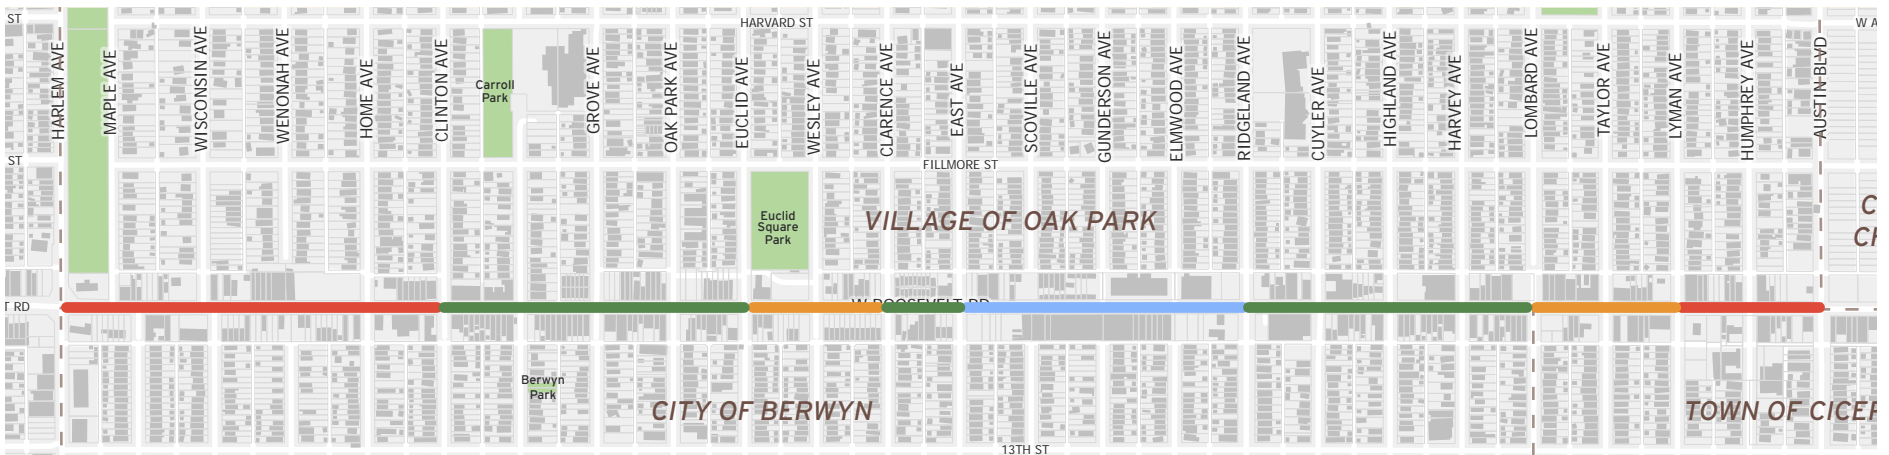 ST
HARVARD ST
W A
HARLEM AVE
MAPLE AVE
WISCONSIN AVE
WENONAH AVE
HOME AVE
CLINTON AVE
Carroll
Park
GROVE AVE
OAK PARK AVE
EUCLID AVE
WESLEY AVE
CLARENCE AVE
EAST AVE
SCOVILLE AVE
GUNDERSON AVE
ELMWOOD AVE
RIDGELAND AVE
CUYLER AVE
HIGHLAND AVE
HARVEY AVE
LOMBARD AVE
TAYLOR AVE
LYMAN AVE
HUMPHREY AVE
AUSTIN BLVD
ST
FILLMORE ST
Euclid
Square
Park
VILLAGE OF OAK PARK
C
CH
T RD
W ROOSEVELT RD
Berwyn
Park
CITY OF BERWYN
TOWN OF CICER
13TH ST